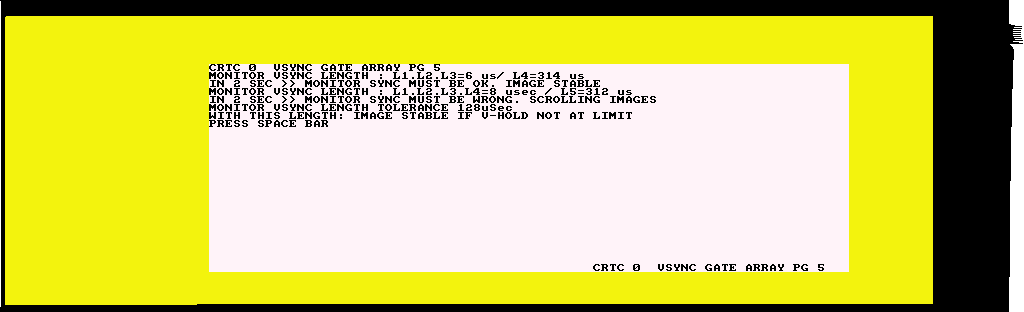 CRTC 0  VSYNC GATE ARRAY PG 5
MONITOR VSYNC LENGTH : L1.L2.L3=6 us/ L4=314 us
IN 2 SEC >> MONITOR SYNC MUST BE OK. IMAGE STABLE
MONITOR VSYNC LENGTH : L1.L2.L3.L4=8 usec / L5=312 us
IN 2 SEC >> MONITOR SYNC MUST BE WRONG. SCROLLING IMAGES
MONITOR VSYNC LENGTH TOLERANCE 128uSec
WITH THIS LENGTH: IMAGE STABLE IF V-HOLD NOT AT LIMIT
PRESS SPACE BAR
CRTC 0  VSYNC GATE ARRAY PG 5